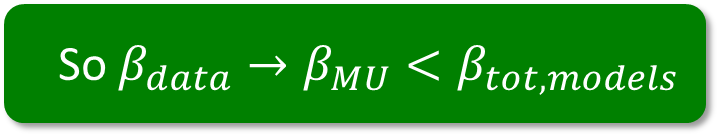 So β_data → β_MU < β_tot,models